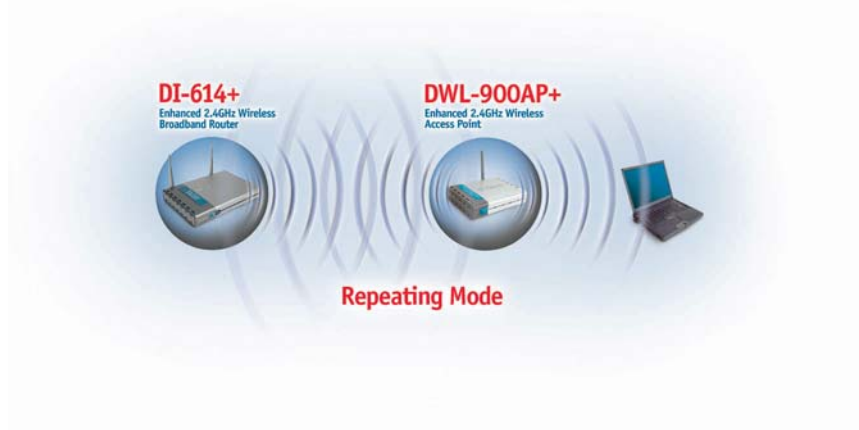 DI-614+
Enhanced 2.4GHz Wireless
Broadband Router
DWL-900AP+
Enhanced 2.4GHz Wireless
Access Point
Repeating Mode